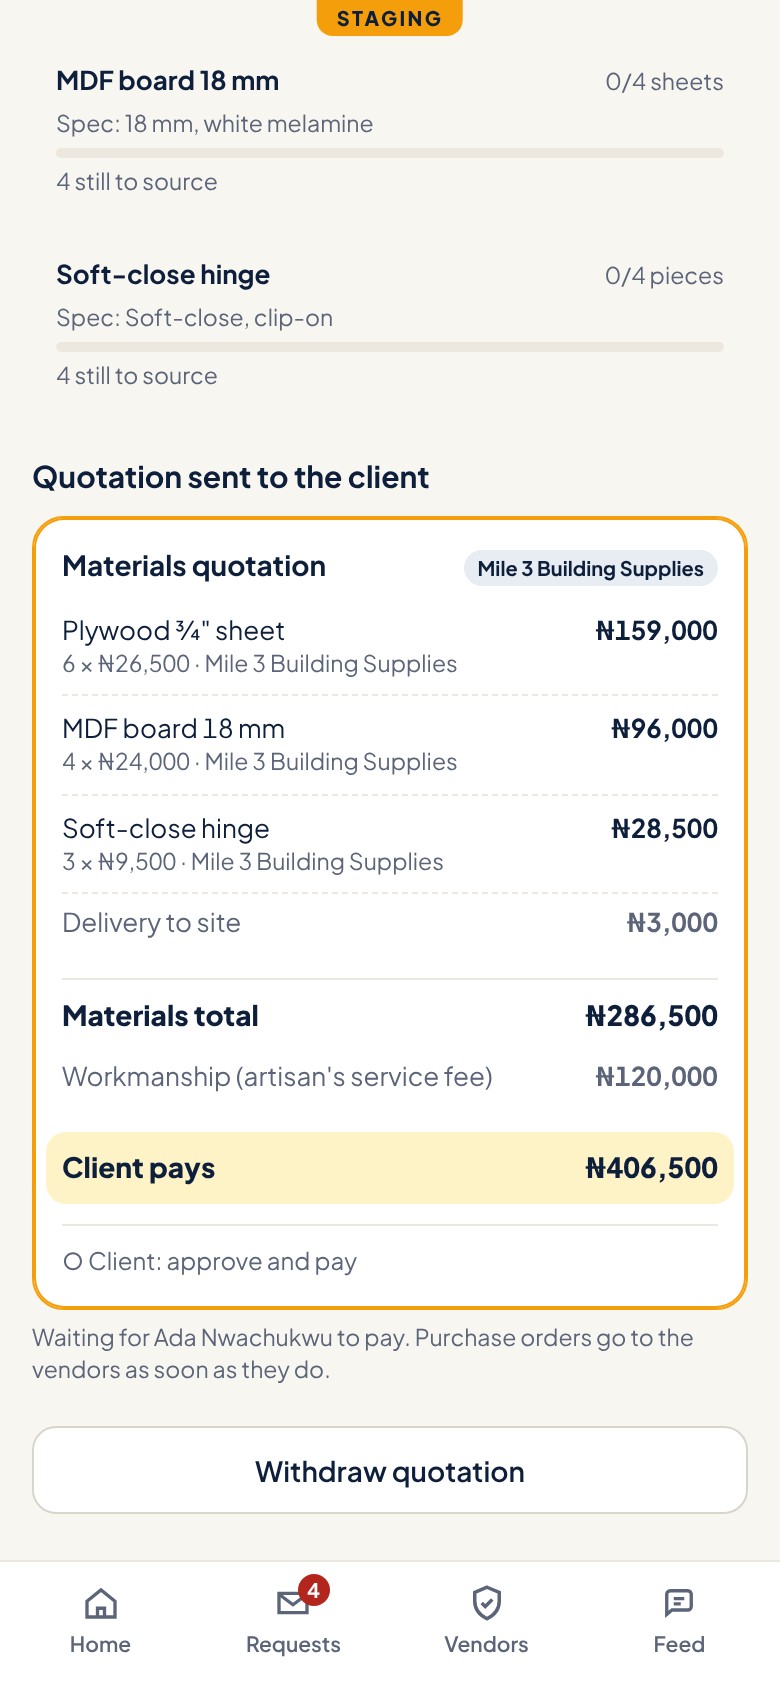 STAGING
MDF board 18 mm
0/4 sheets
Spec: 18 mm, white melamine
4 still to source
Soft-close hinge
0/4 pieces
Spec: Soft-close, clip-on
4 still to source
Quotation sent to the client
Materials quotation
Mile 3 Building Supplies
Plywood ¾" sheet
₦159,000
6 × ₦26,500 · Mile 3 Building Supplies
MDF board 18 mm
₦96,000
4 × ₦24,000 · Mile 3 Building Supplies
Soft-close hinge
₦28,500
3 × ₦9,500 · Mile 3 Building Supplies
Delivery to site
₦3,000
Materials total
₦286,500
Workmanship (artisan's service fee)
₦120,000
Client pays
₦406,500
○ Client: approve and pay
Waiting for Ada Nwachukwu to pay. Purchase orders go to the
vendors as soon as they do.
Withdraw quotation
4
Home
Requests
Vendors
Feed